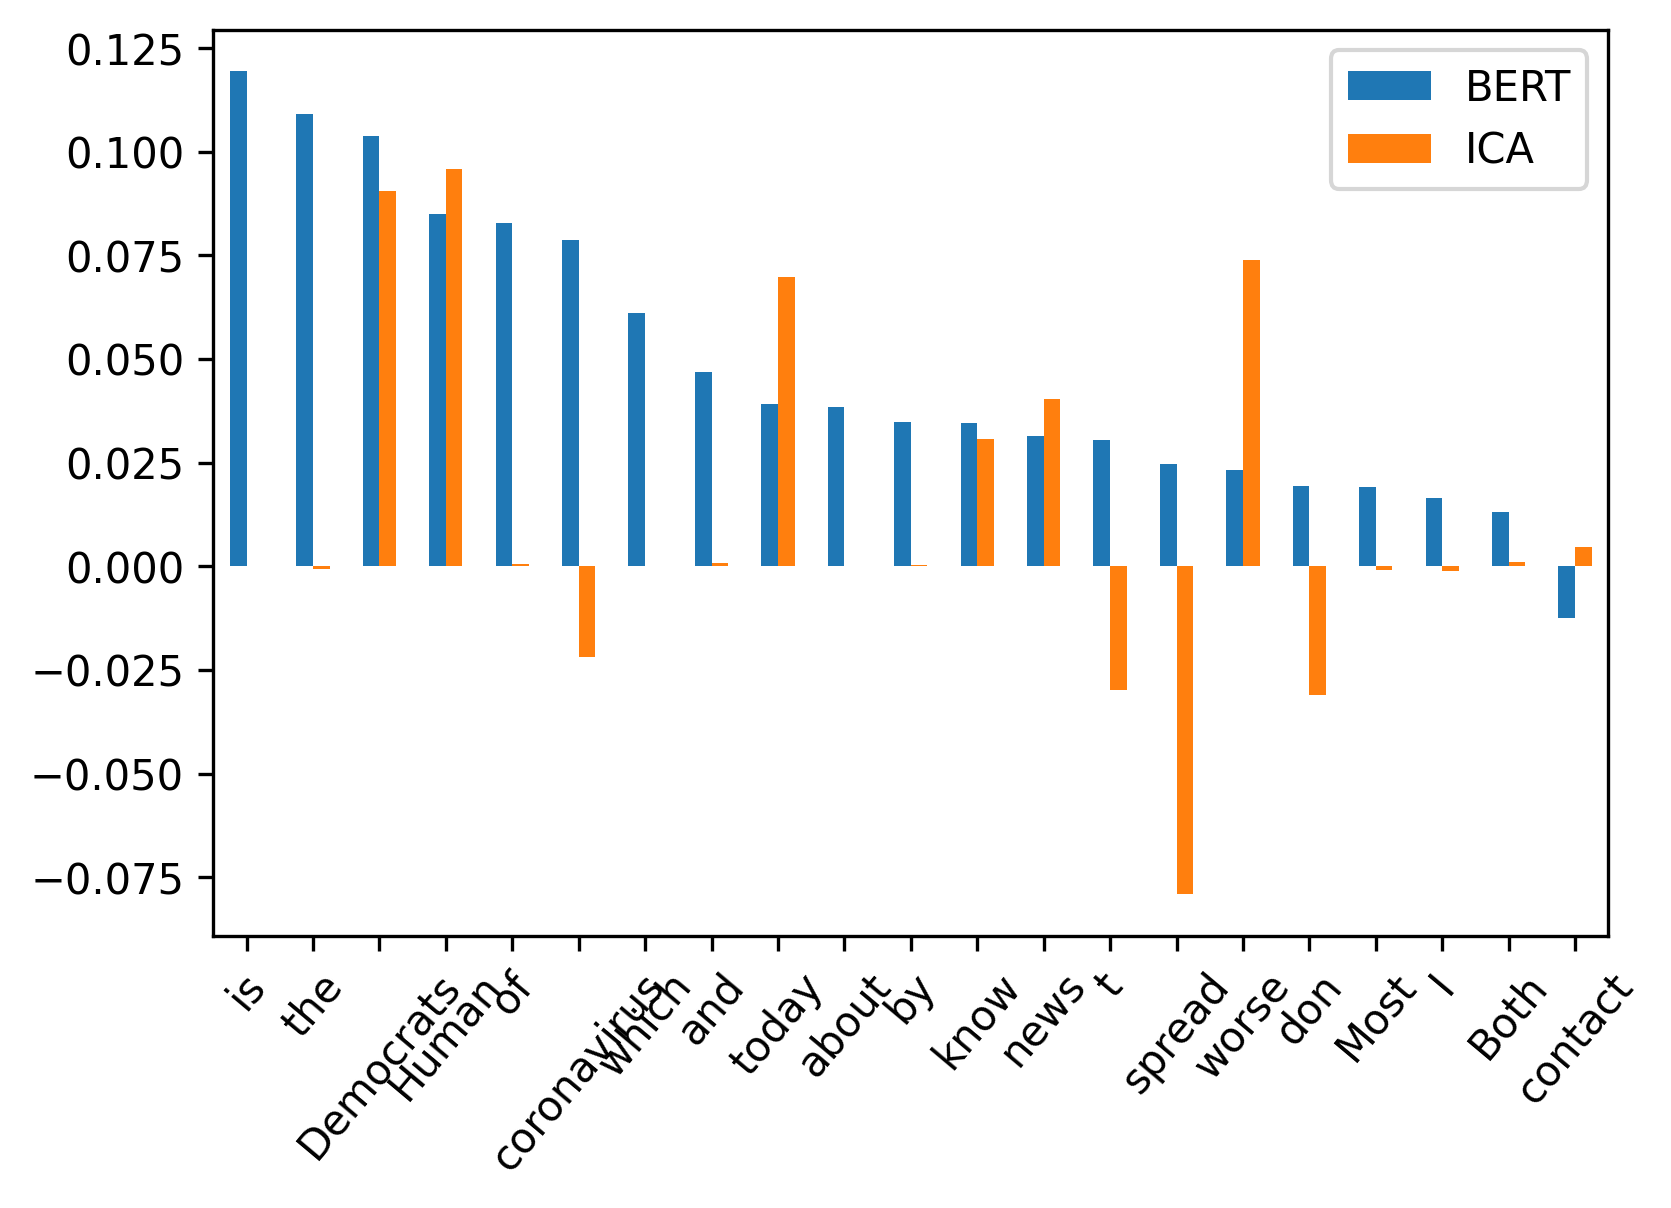 0.125
0.100
0.075
0.050
0.025
0.000
−0.025
−0.050
−0.075
BERT
ICA
is
the
Democrats
Human
of
coronavirus
which
and
today
about
by
know
news
t
spread
worse
don
Most
I
Both
contact